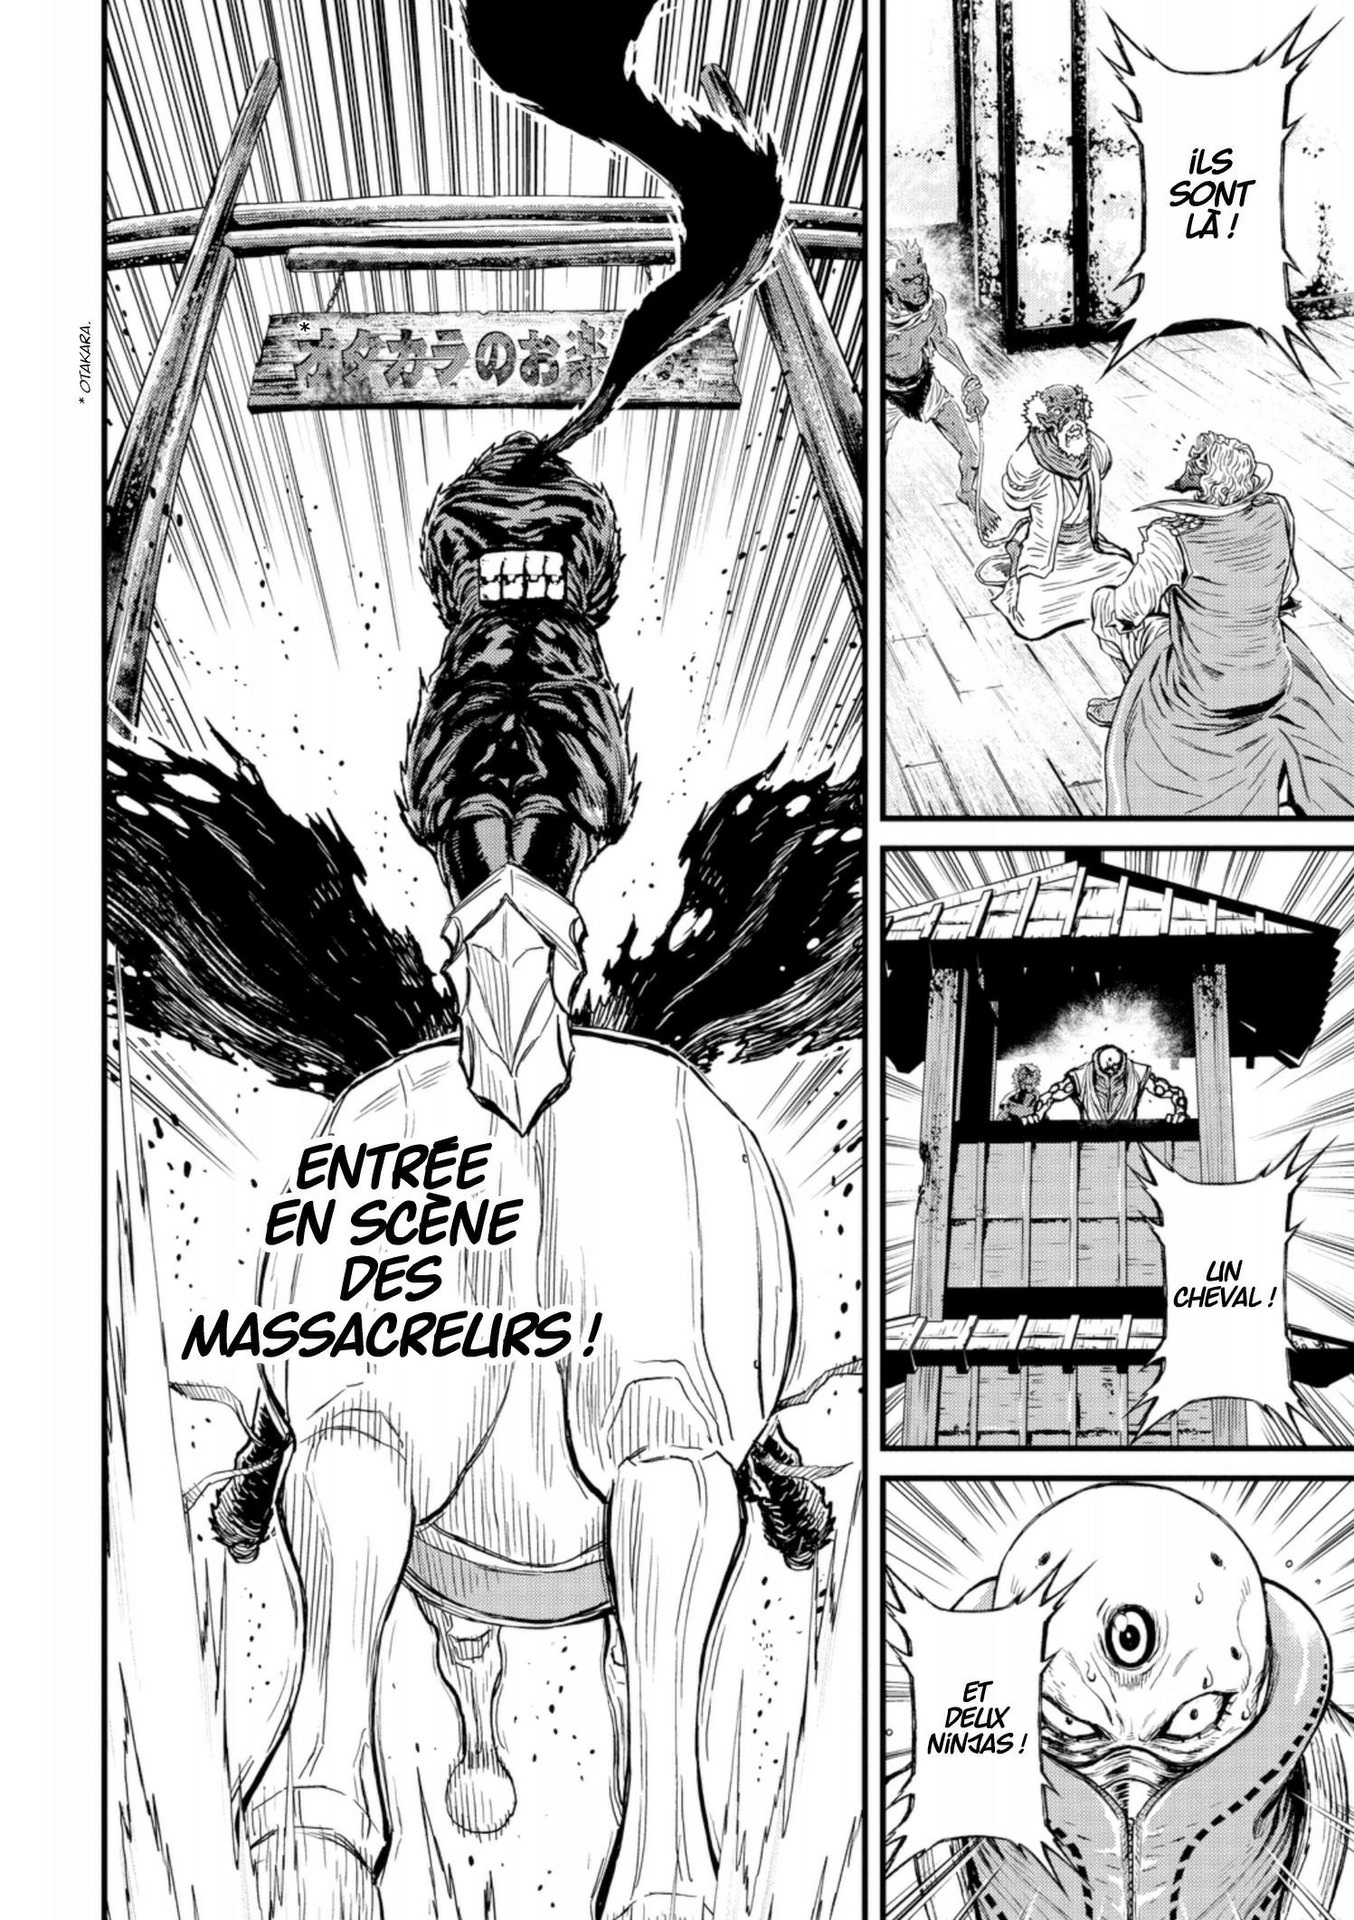 ILS
SONT
LÀ !
UN
CHEVAL !
ET
DEUX
NINJAS !
*
オタカラのお楽
* OTAKARA.
ENTRÉE
EN SCÈNE
DES
MASSACREURS !